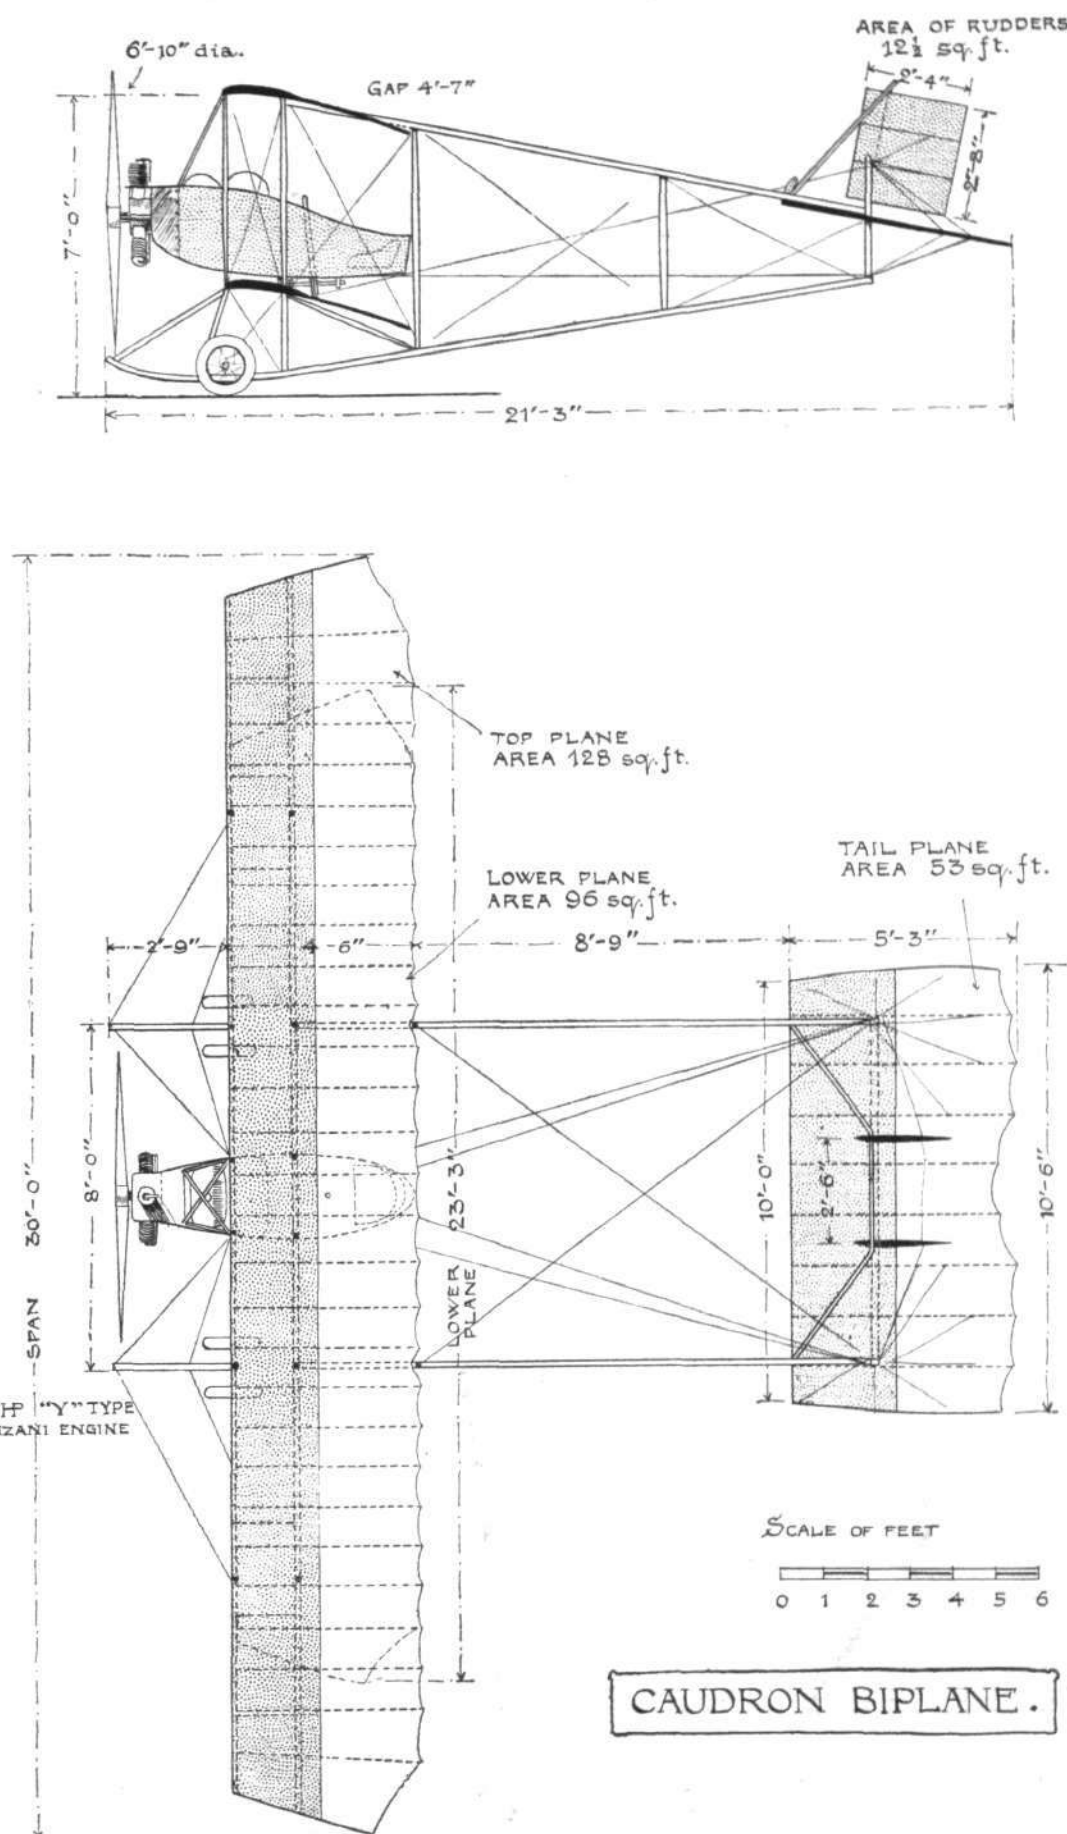 6'-10" dia.
GAP 4'-7"
AREA OF RUDDERS
12½ sq. ft.
2'-4"
2'-8"
7'-0"
21'-3"
TOP PLANE
AREA 128 sq. ft.
LOWER PLANE
AREA 96 sq. ft.
TAIL PLANE
AREA 53 sq. ft.
2'-9"
4'-6"
8'-9"
5'-3"
SPAN 30'-0"
8'-0"
LOWER
PLANE
23'-3"
10'-0"
2'-6"
10'-6"
HP "Y" TYPE
ZANI ENGINE
SCALE OF FEET
0 1 2 3 4 5 6
CAUDRON BIPLANE.